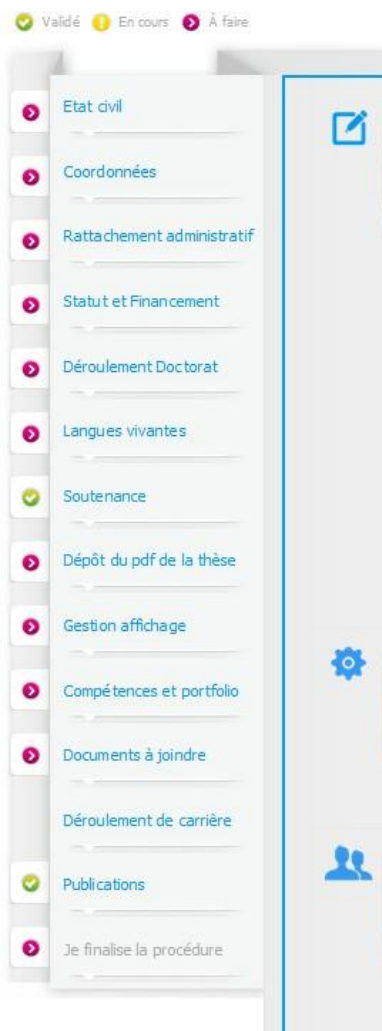 Validé En cours À faire
Etat civil
Coordonnées
Rattachement administratif
Statut et Financement
Déroulement Doctorat
Langues vivantes
Soutenance
Dépôt du pdf de la thèse
Gestion affichage
Compétences et portfolio
Documents à joindre
Déroulement de carrière
Publications
Je finalise la procédure